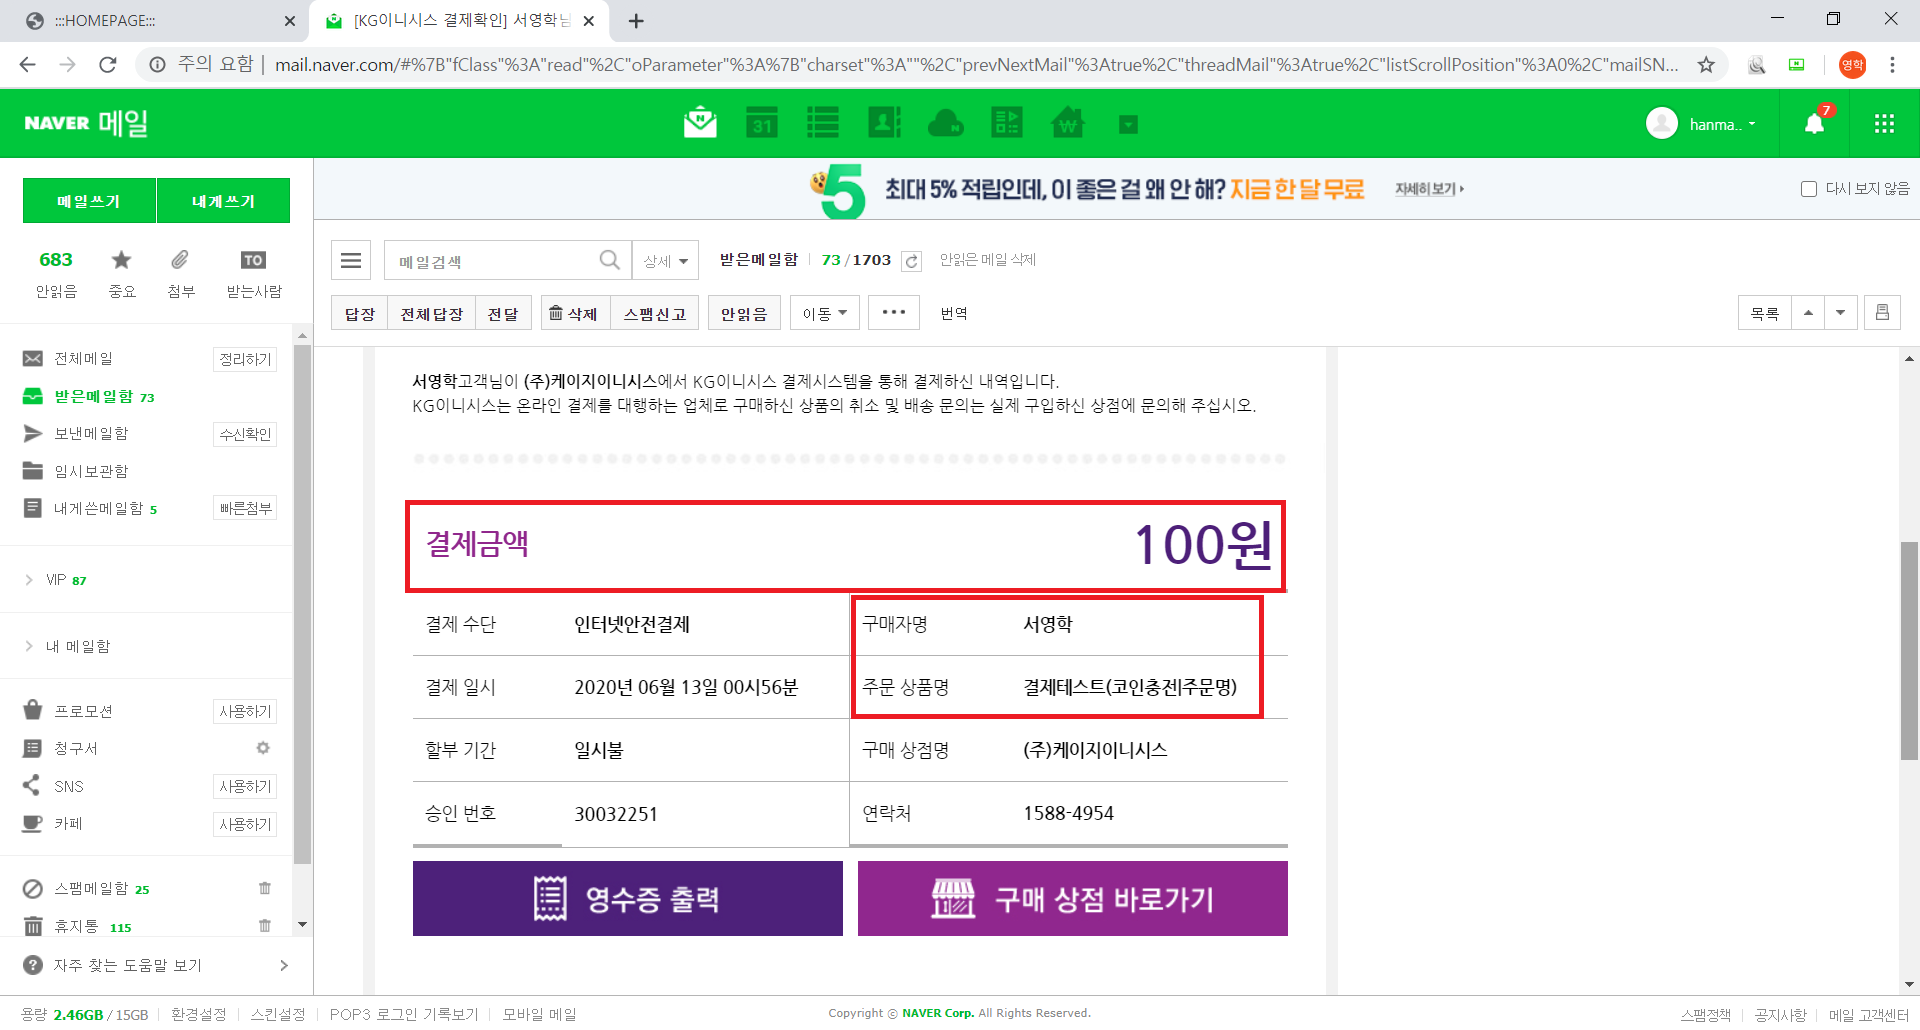 :::HOMEPAGE:::
[KG이니시스 결제확인] 서영학님
주의 요함 | mail.naver.com/#%7B"fClass"%3A"read"%2C"oParameter"%3A%7B"charset"%3A""%2C"prevNextMail"%3Atrue%2C"threadMail"%3Atrue%2C"listScrollPosition"%3A0%2C"mailSN...
영학
NAVER 메일
31
hanma..
7
메일쓰기
내게쓰기
5
최대 5% 적립인데, 이 좋은 걸 왜 안 해? 지금 한 달 무료
자세히 보기
다시 보지 않음
683
안읽음
중요
첨부
TO
받는사람
메일검색
상세
받은메일함
73 / 1703
안읽은 메일 삭제
답장
전체답장
전달
삭제
스팸신고
안읽음
이동
번역
목록
전체메일
정리하기
받은메일함 73
보낸메일함
수신확인
임시보관함
내게쓴메일함 5
빠른첨부
VIP 87
내 메일함
프로모션
사용하기
청구서
SNS
사용하기
카페
사용하기
스팸메일함 25
휴지통 115
자주 찾는 도움말 보기
서영학고객님이 (주)케이지이니시스에서 KG이니시스 결제시스템을 통해 결제하신 내역입니다.
KG이니시스는 온라인 결제를 대행하는 업체로 구매하신 상품의 취소 및 배송 문의는 실제 구입하신 상점에 문의해 주십시오.
결제금액
100원
결제 수단 인터넷안전결제
구매자명 서영학
결제 일시 2020년 06월 13일 00시56분
주문 상품명 결제테스트(코인충전|주문명)
할부 기간 일시불
구매 상점명 (주)케이지이니시스
승인 번호 30032251
연락처 1588-4954
영수증 출력
구매 상점 바로가기
용량 2.46GB / 15GB
환경설정
스킨설정
POP3 로그인 기록보기
모바일 메일
Copyright © NAVER Corp. All Rights Reserved.
스팸정책
공지사항
메일 고객센터